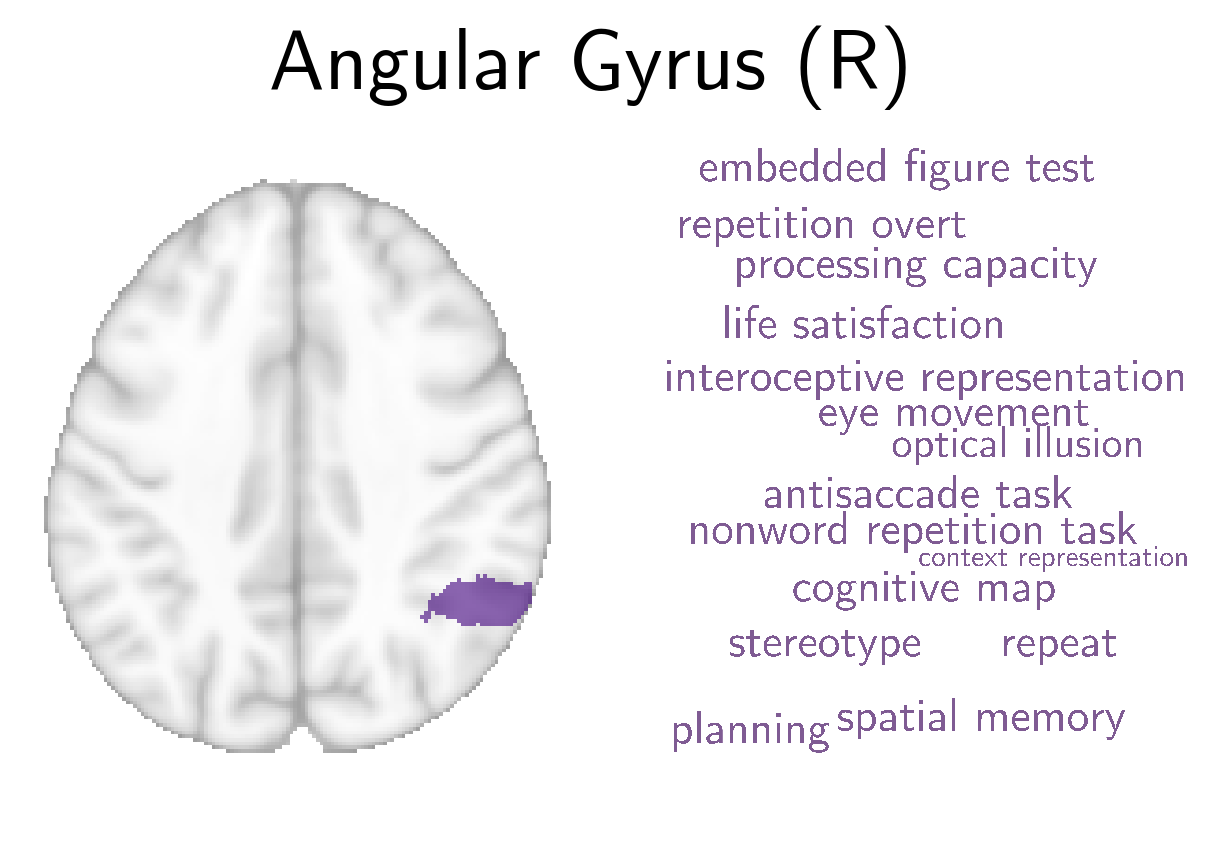 Angular Gyrus (R)
embedded figure test
repetition overt
processing capacity
life satisfaction
interoceptive representation
eye movement
optical illusion
antisaccade task
nonword repetition task
context representation
cognitive map
stereotype repeat
planning spatial memory